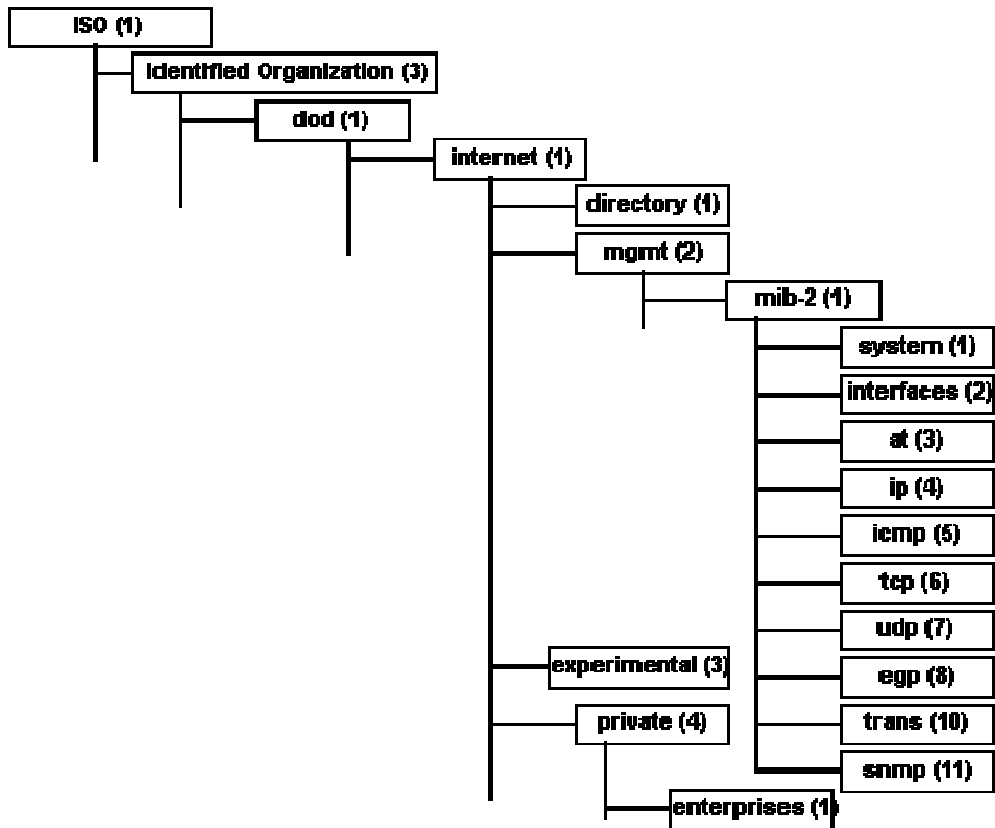 ISO (1)
Identified Organization (3)
dod (1)
internet (1)
directory (1)
mgmt (2)
mib-2 (1)
system (1)
interfaces (2)
at (3)
ip (4)
icmp (5)
tcp (6)
udp (7)
egp (8)
experimental (3)
trans (10)
private (4)
snmp (11)
enterprises (1)